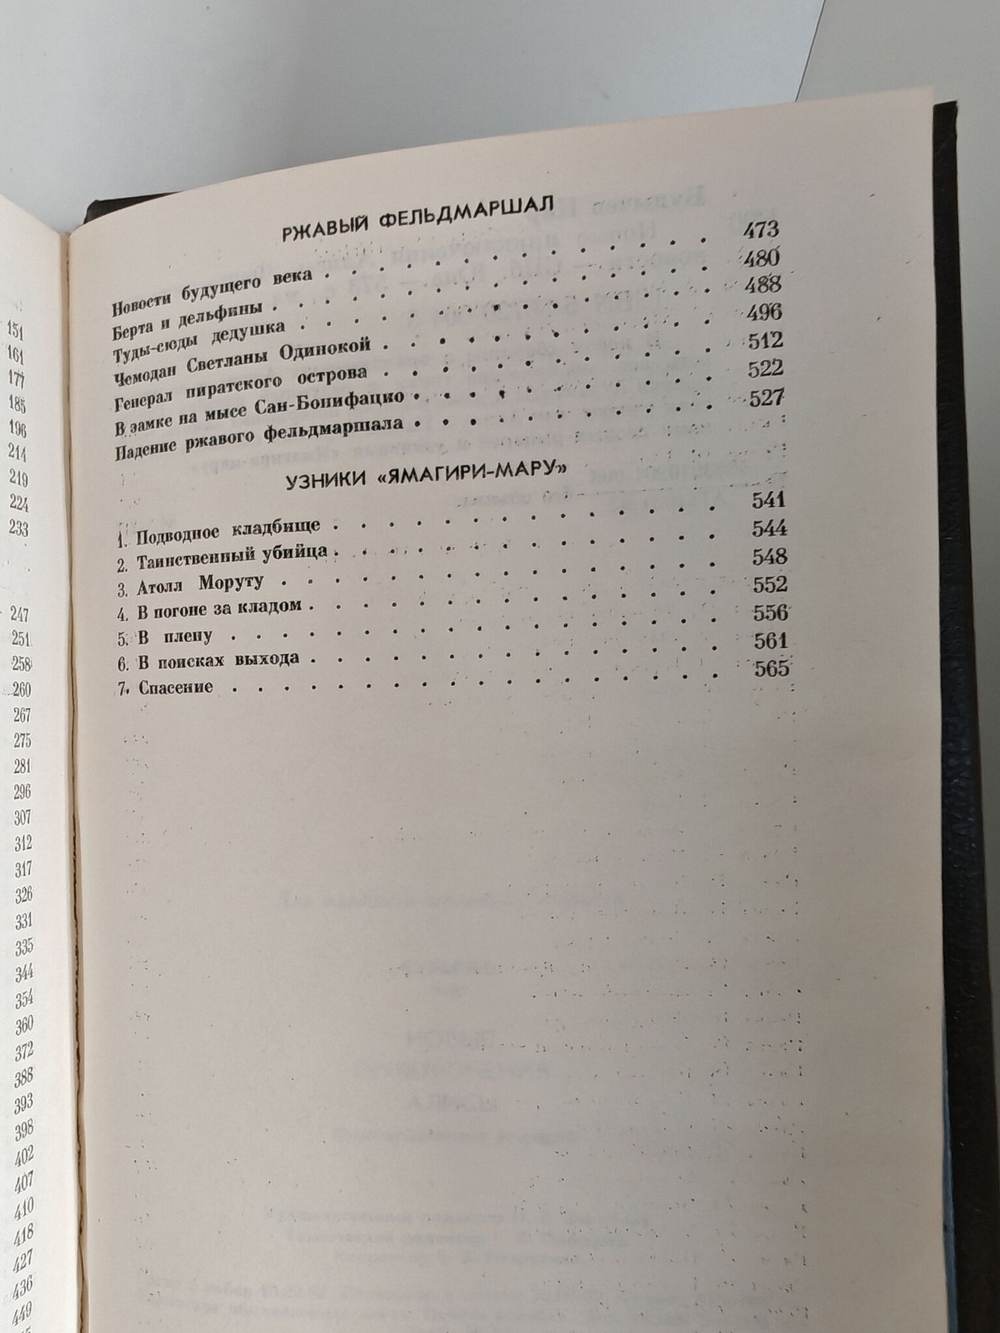 РЖАВЫЙ ФЕЛЬДМАРШАЛ
Новости будущего века . . . . . . . . . . . . . . . 473
Берта и дельфины . . . . . . . . . . . . . . . . . 480
Туды-сюды дедушка . . . . . . . . . . . . . . . . 488
Чемодан Светланы Одинокой . . . . . . . . . . . . 496
Генерал пиратского острова . . . . . . . . . . . . 512
В замке на мысе Сан-Бонифацио . . . . . . . . . . 522
Падение ржавого фельдмаршала . . . . . . . . . . 527
УЗНИКИ «ЯМАГИРИ-МАРУ»
1. Подводное кладбище . . . . . . . . . . . . . . 541
2. Таинственный убийца . . . . . . . . . . . . . . 544
3. Атолл Моруту . . . . . . . . . . . . . . . . 548
4. В погоне за кладом . . . . . . . . . . . . . . . 552
5. В плену . . . . . . . . . . . . . . . . . . 556
6. В поисках выхода . . . . . . . . . . . . . . . 561
7. Спасение . . . . . . . . . . . . . . . . . . 565
151
161
177
185
196
214
219
224
233
247
251
258
260
267
275
281
296
307
312
317
326
331
335
344
354
360
372
388
393
398
402
407
410
418
427
436
449